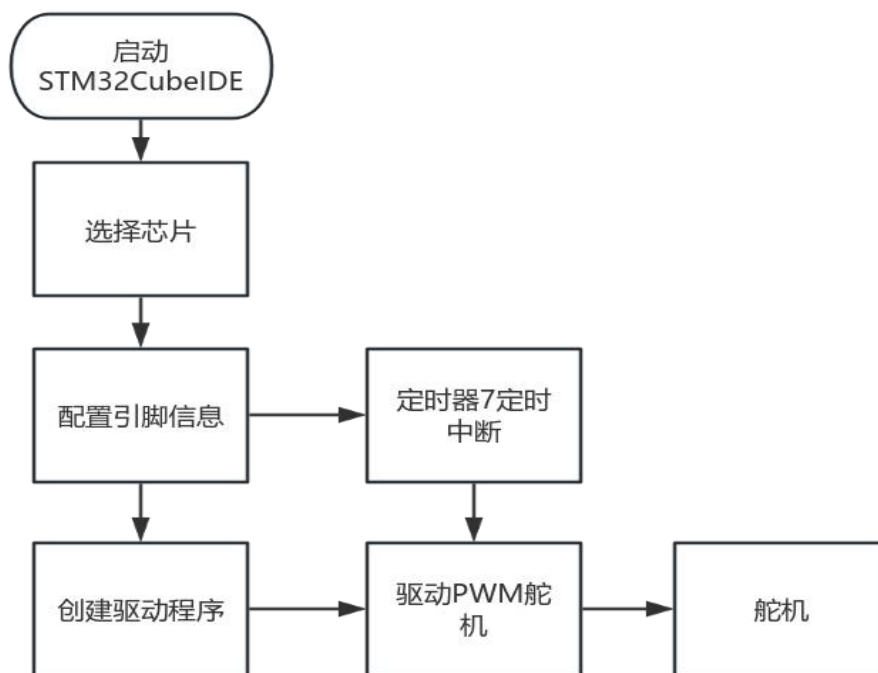 启动
STM32CubeIDE
选择芯片
配置引脚信息
定时器7定时
中断
创建驱动程序
驱动PWM舵
机
舵机